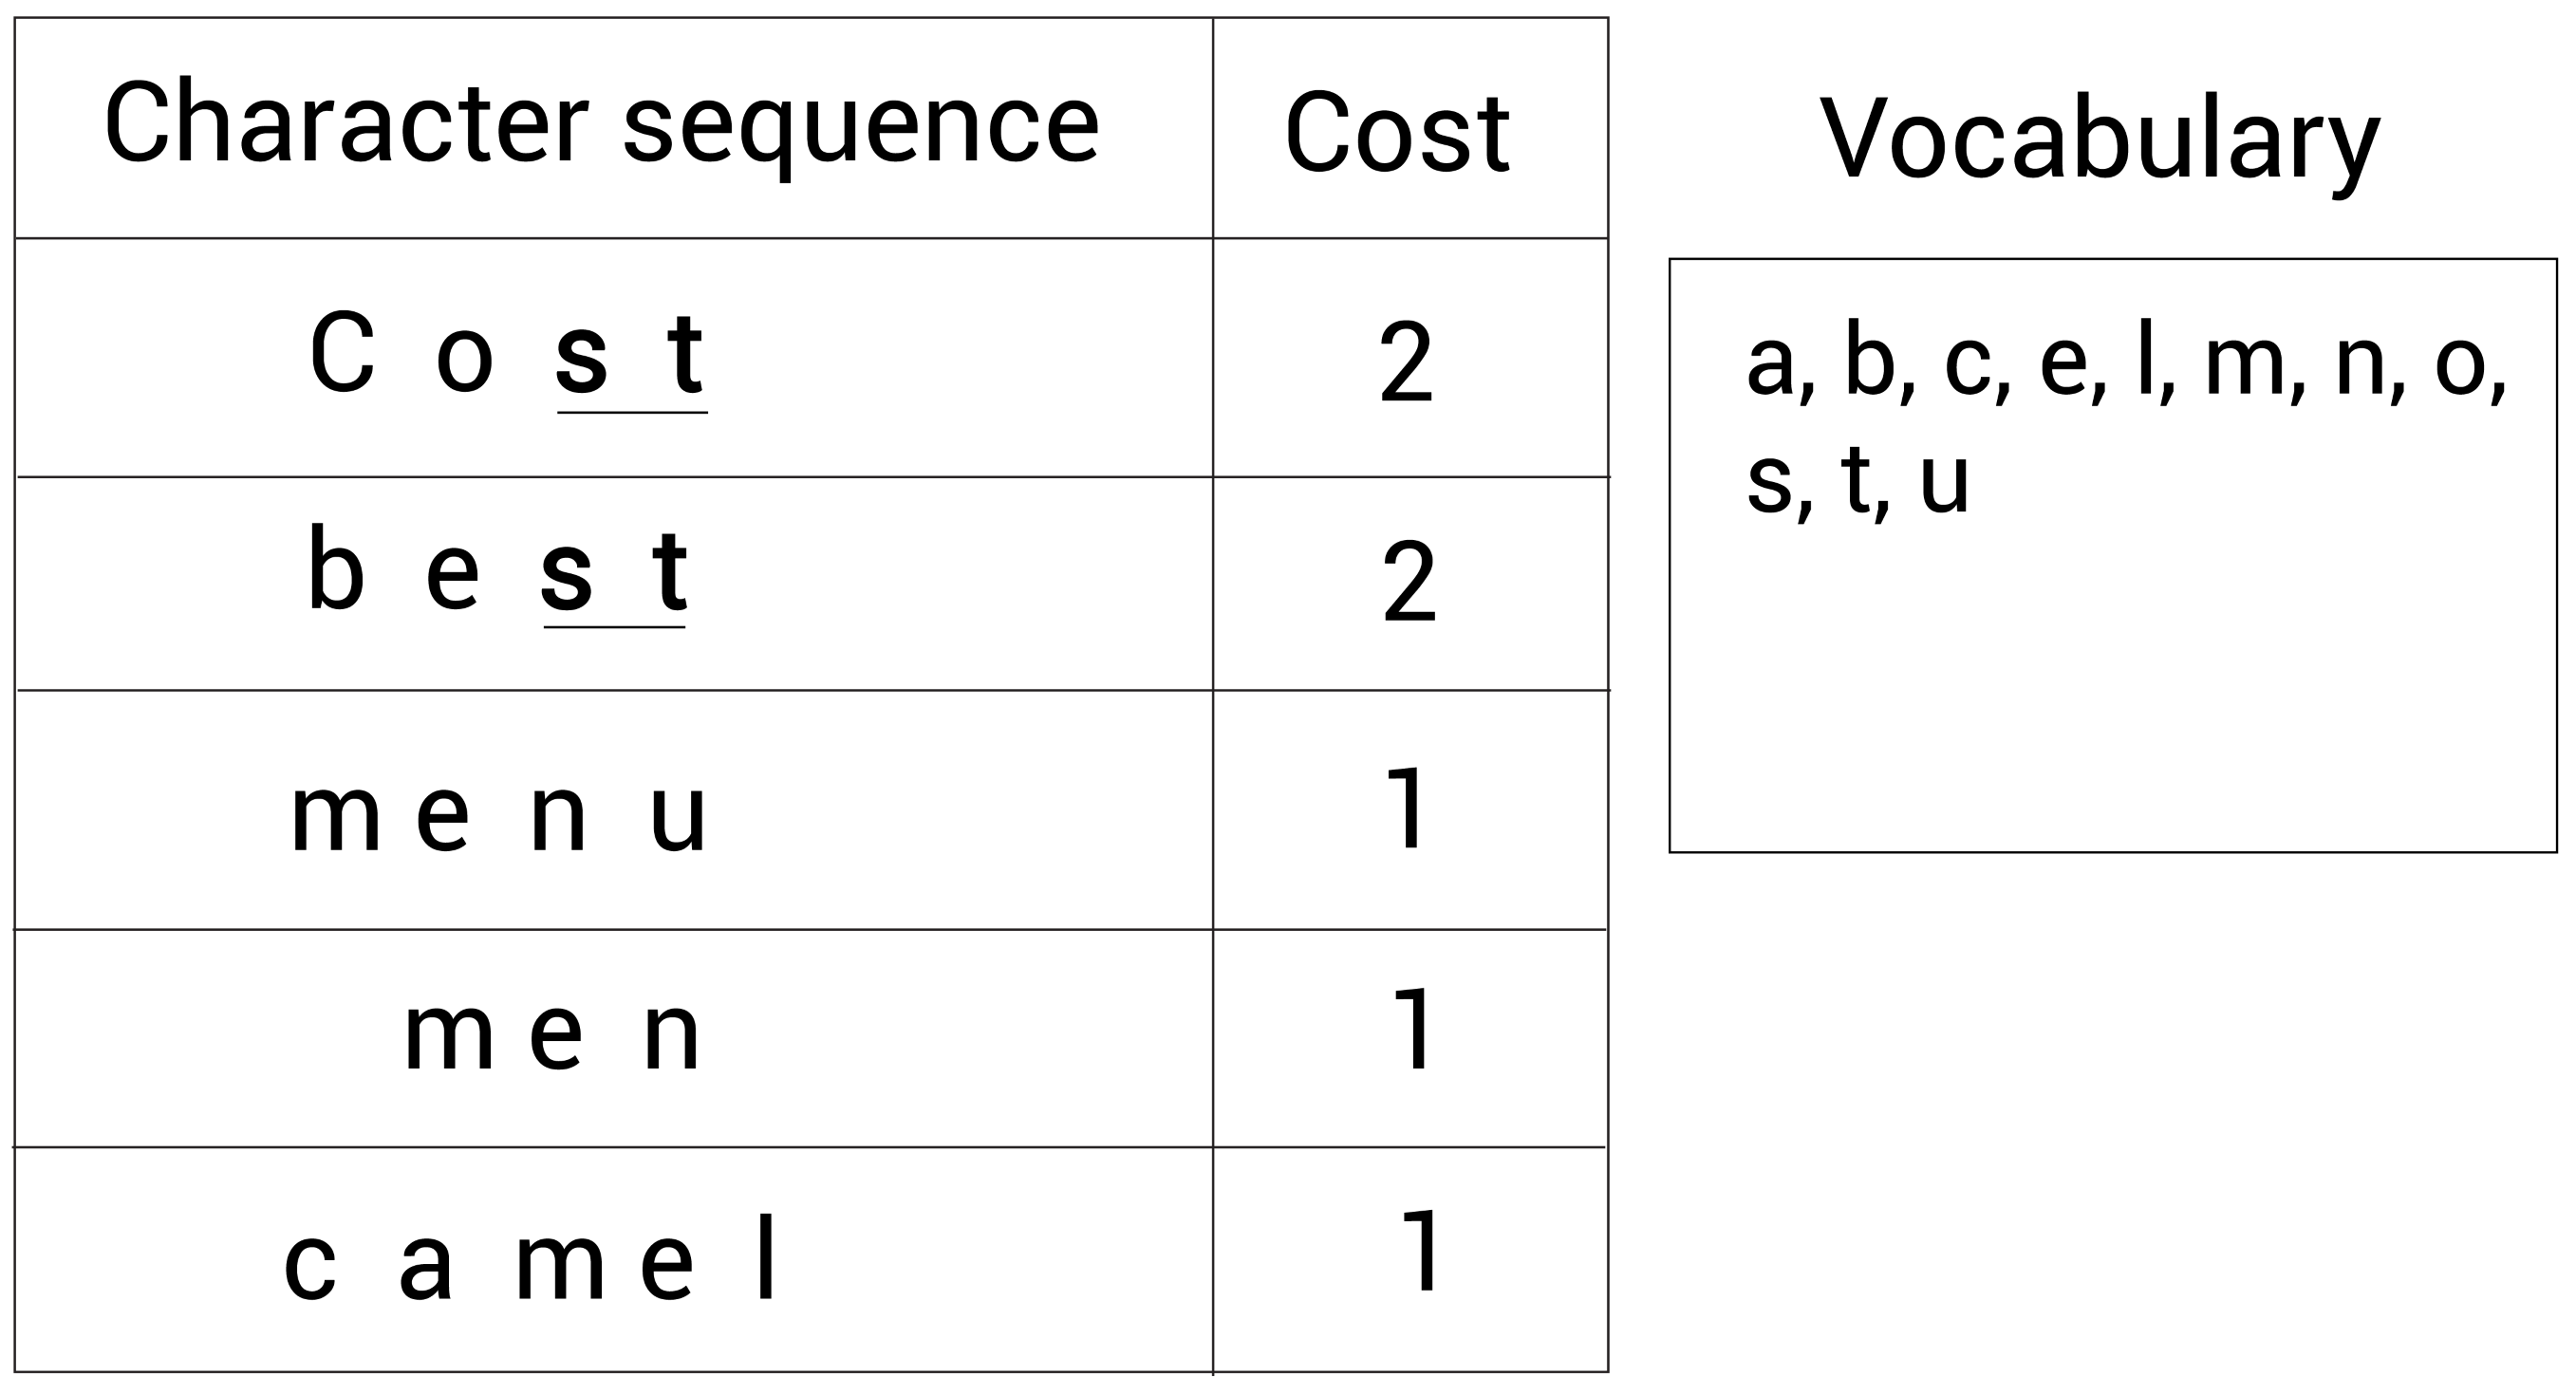 Character sequence Cost
C o s t 2
b e s t 2
m e n u 1
m e n 1
c a m e l 1
Vocabulary
a, b, c, e, l, m, n, o,
s, t, u